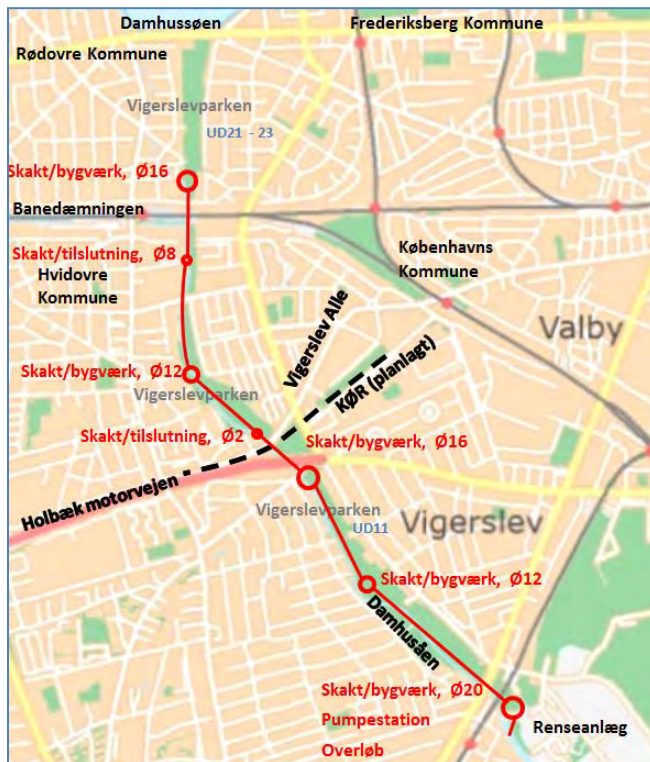 Damhussøen
Frederiksberg Kommune
Rødovre Kommune
Vigerslevparken
UD21 - 23
Skakt/bygværk, Ø16
Banedæmningen
Københavns
Kommune
Skakt/tilslutning, Ø8
Hvidovre
Kommune
Valby
Vigerslev Alle
KØR (planlagt)
Skakt/bygværk, Ø12
Vigerslevparken
Skakt/tilslutning, Ø2
Skakt/bygværk, Ø16
Holbæk motorvejen
Vigerslevparken
UD11
Vigerslev
Skakt/bygværk, Ø12
Damhusåen
Skakt/bygværk, Ø20
Pumpestation
Overløb
Renseanlæg